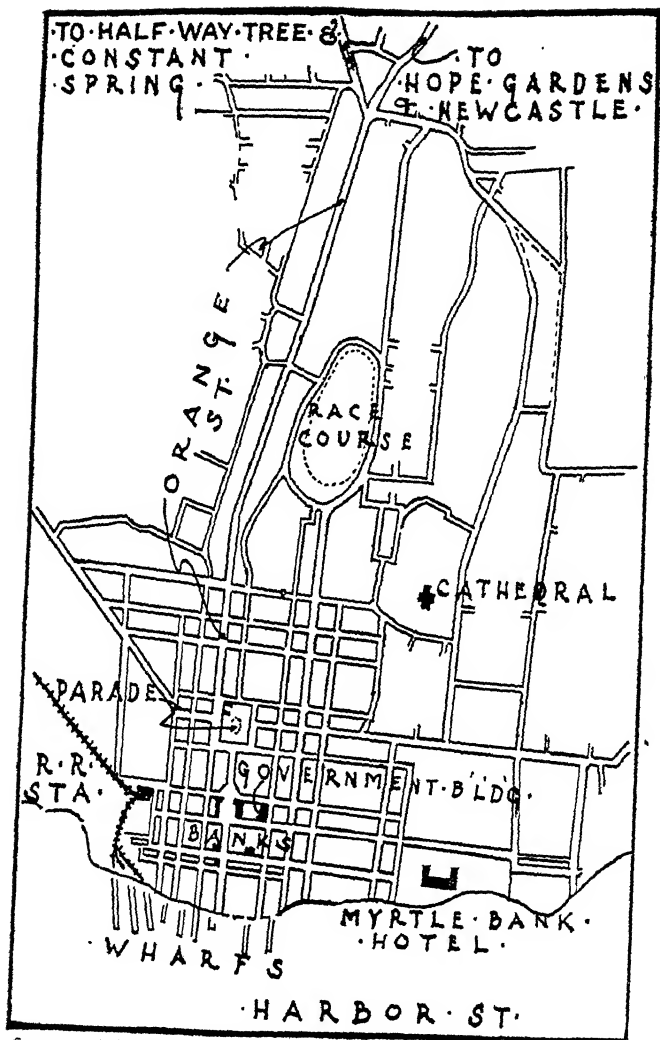 ·TO·HALF·WAY·TREE·&
·CONSTANT·
·SPRING·
·TO
·HOPE·GARDENS
& NEWCASTLE·
ORANGE
ST.
RACE
COURSE
CATHEDRAL
PARADE
R.R.
STA.
GOVERNMENT·BLDG.
BANKS
MYRTLE·BANK·
·HOTEL·
·WHARFS
·HARBOR·ST·